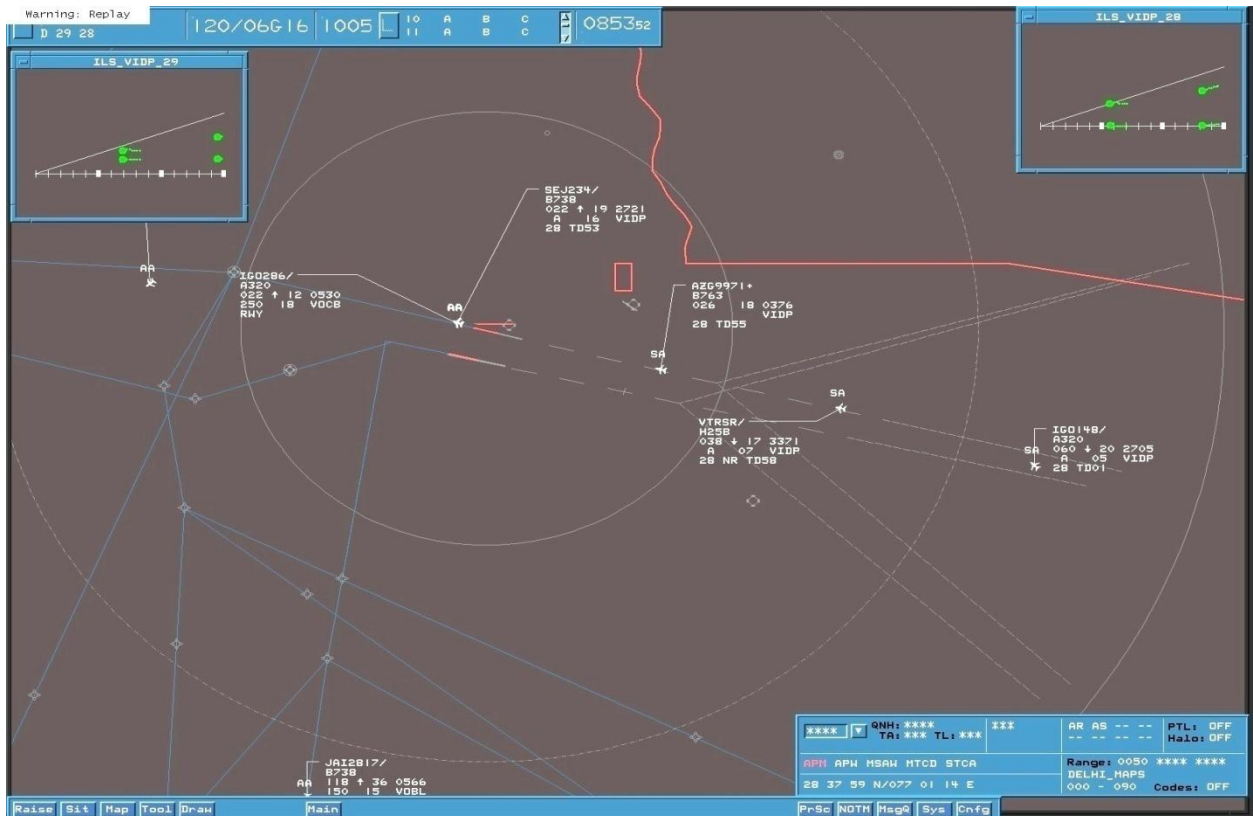 Warning: Replay
D 29 28
120/06G16
1005
L
10 A B C
11 A B C
085352
ILS_VIDP_29
ILS_VIDP_28
SEJ234/
B738
022 ↑ 19 2721
A 16 VIDP
28 TD53
AA
IGO286/
A320
022 ↑ 12 0530
250 18 VOCB
RWY
AA
AZG9971+
B763
026 18 0376
VIDP
28 TD55
SA
SA
VTRSR/
H25B
038 ↓ 17 3371
A 07 VIDP
28 NR TD58
IGO148/
A320
060 ↓ 20 2705
A 05 VIDP
28 TD01
SA
JAI2817/
B738
AA 118 ↑ 36 0566
150 15 VOBL
**** QNH: **** *** AR AS -- -- PTL: OFF
TA: *** TL: *** -- -- -- -- Halo: OFF
APM APW MSAW MTCD STCA
Range: 0050 **** ****
DELHI_MAPS
28 37 59 N/077 01 14 E
000 - 090 Codes: OFF
Raise Sit Map Tool Draw Main PrSc NOTM MsgQ Sys Cnfg